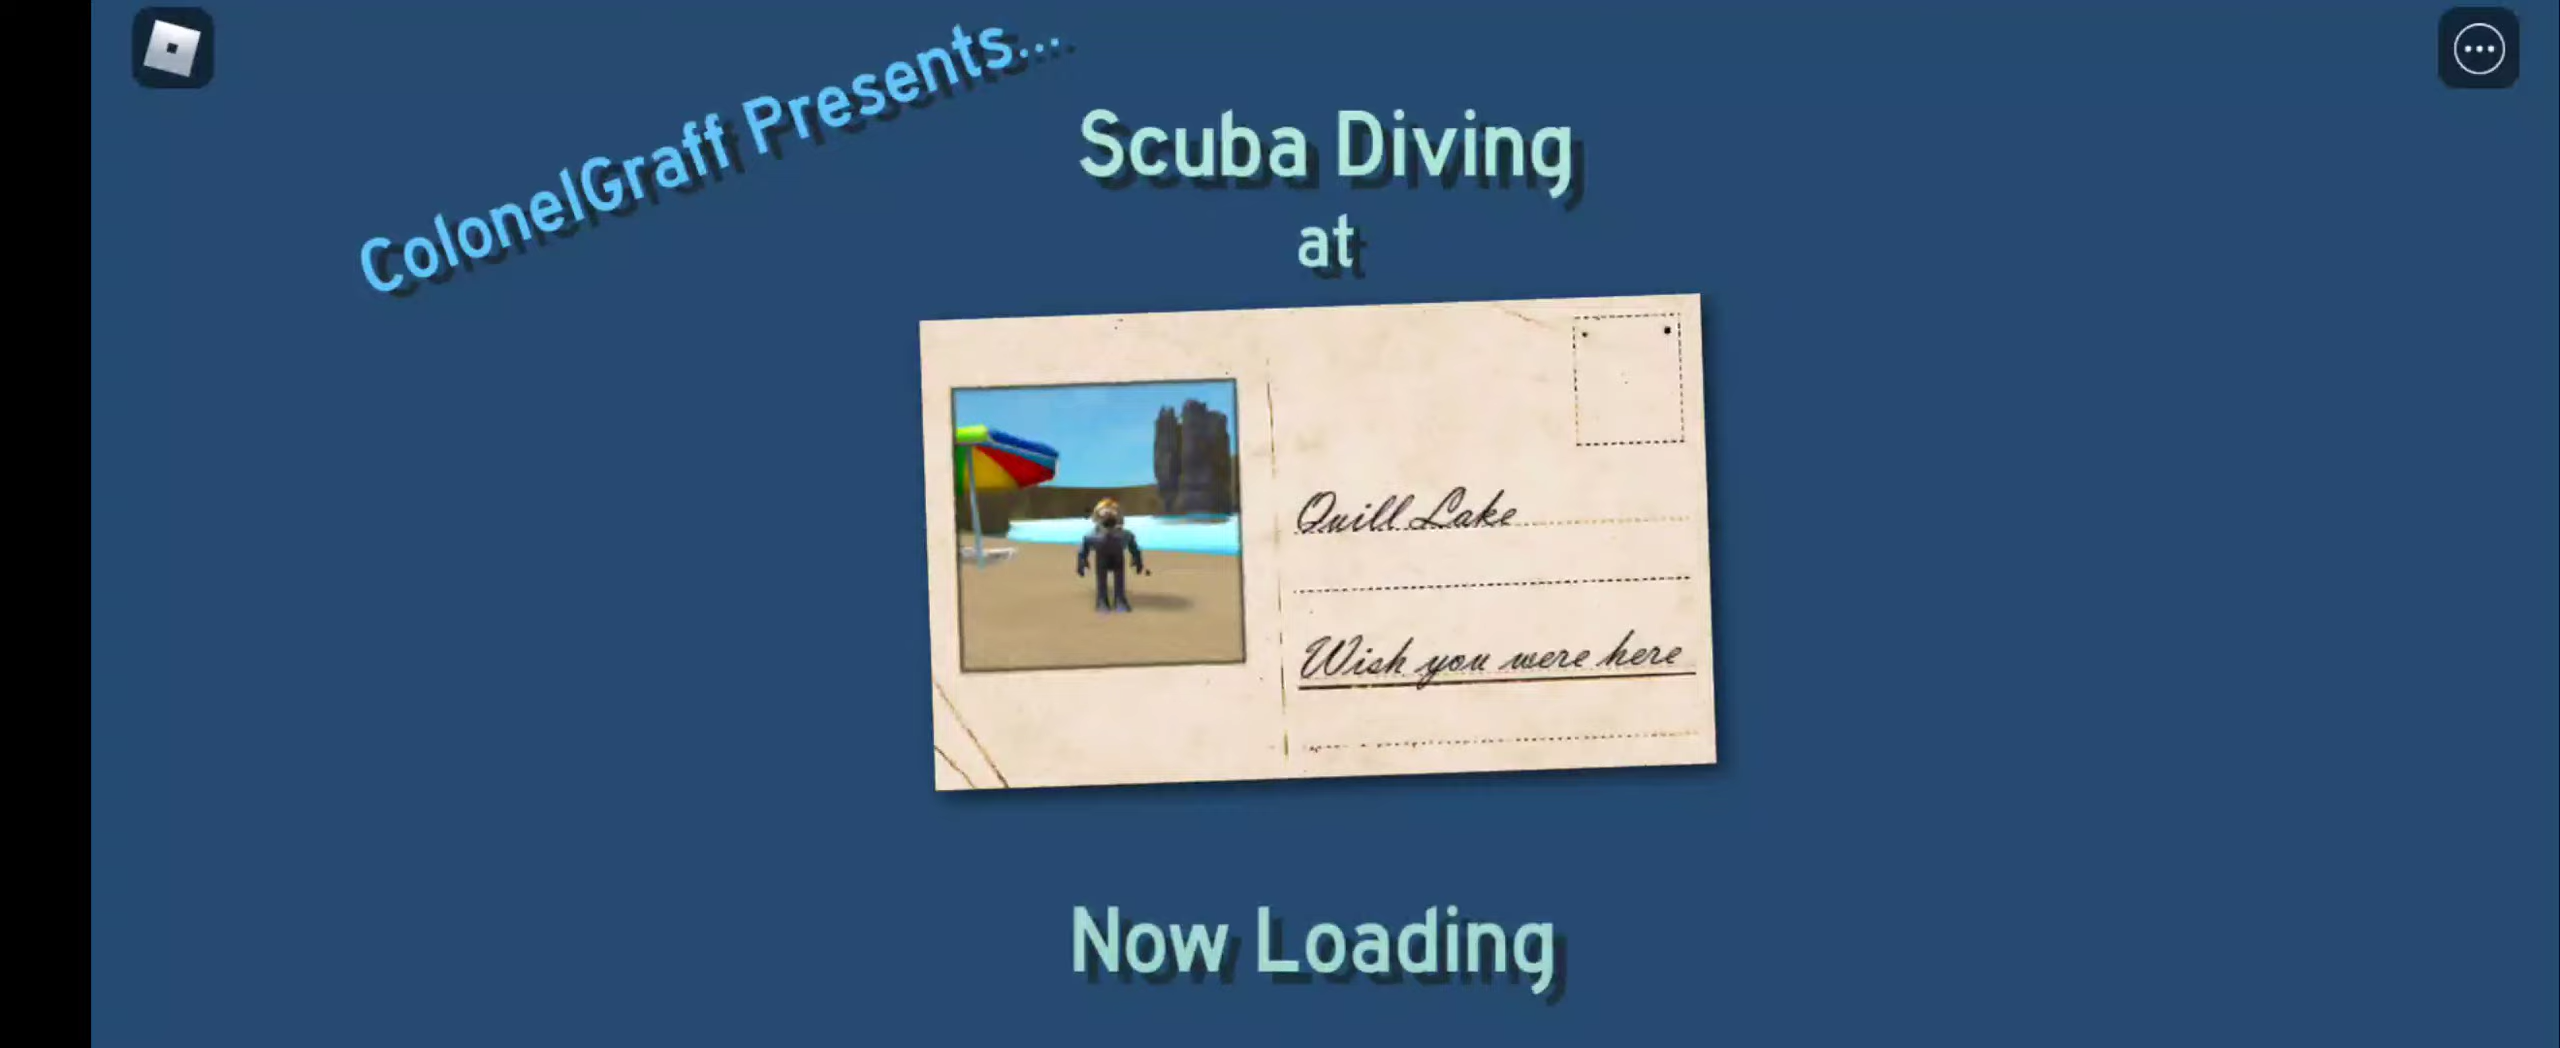 ColonelGraff Presents...
Scuba Diving
at
Quill Lake
Wish you were here
Now Loading